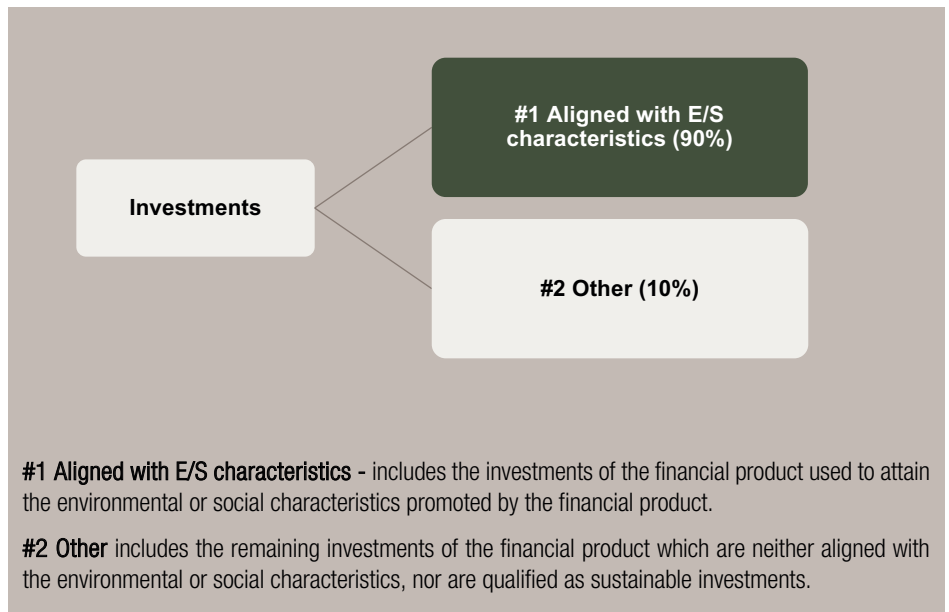 #1 Aligned with E/S
characteristics (90%)
Investments
#2 Other (10%)
#1 Aligned with E/S characteristics - includes the investments of the financial product used to attain
the environmental or social characteristics promoted by the financial product.
#2 Other includes the remaining investments of the financial product which are neither aligned with
the environmental or social characteristics, nor are qualified as sustainable investments.